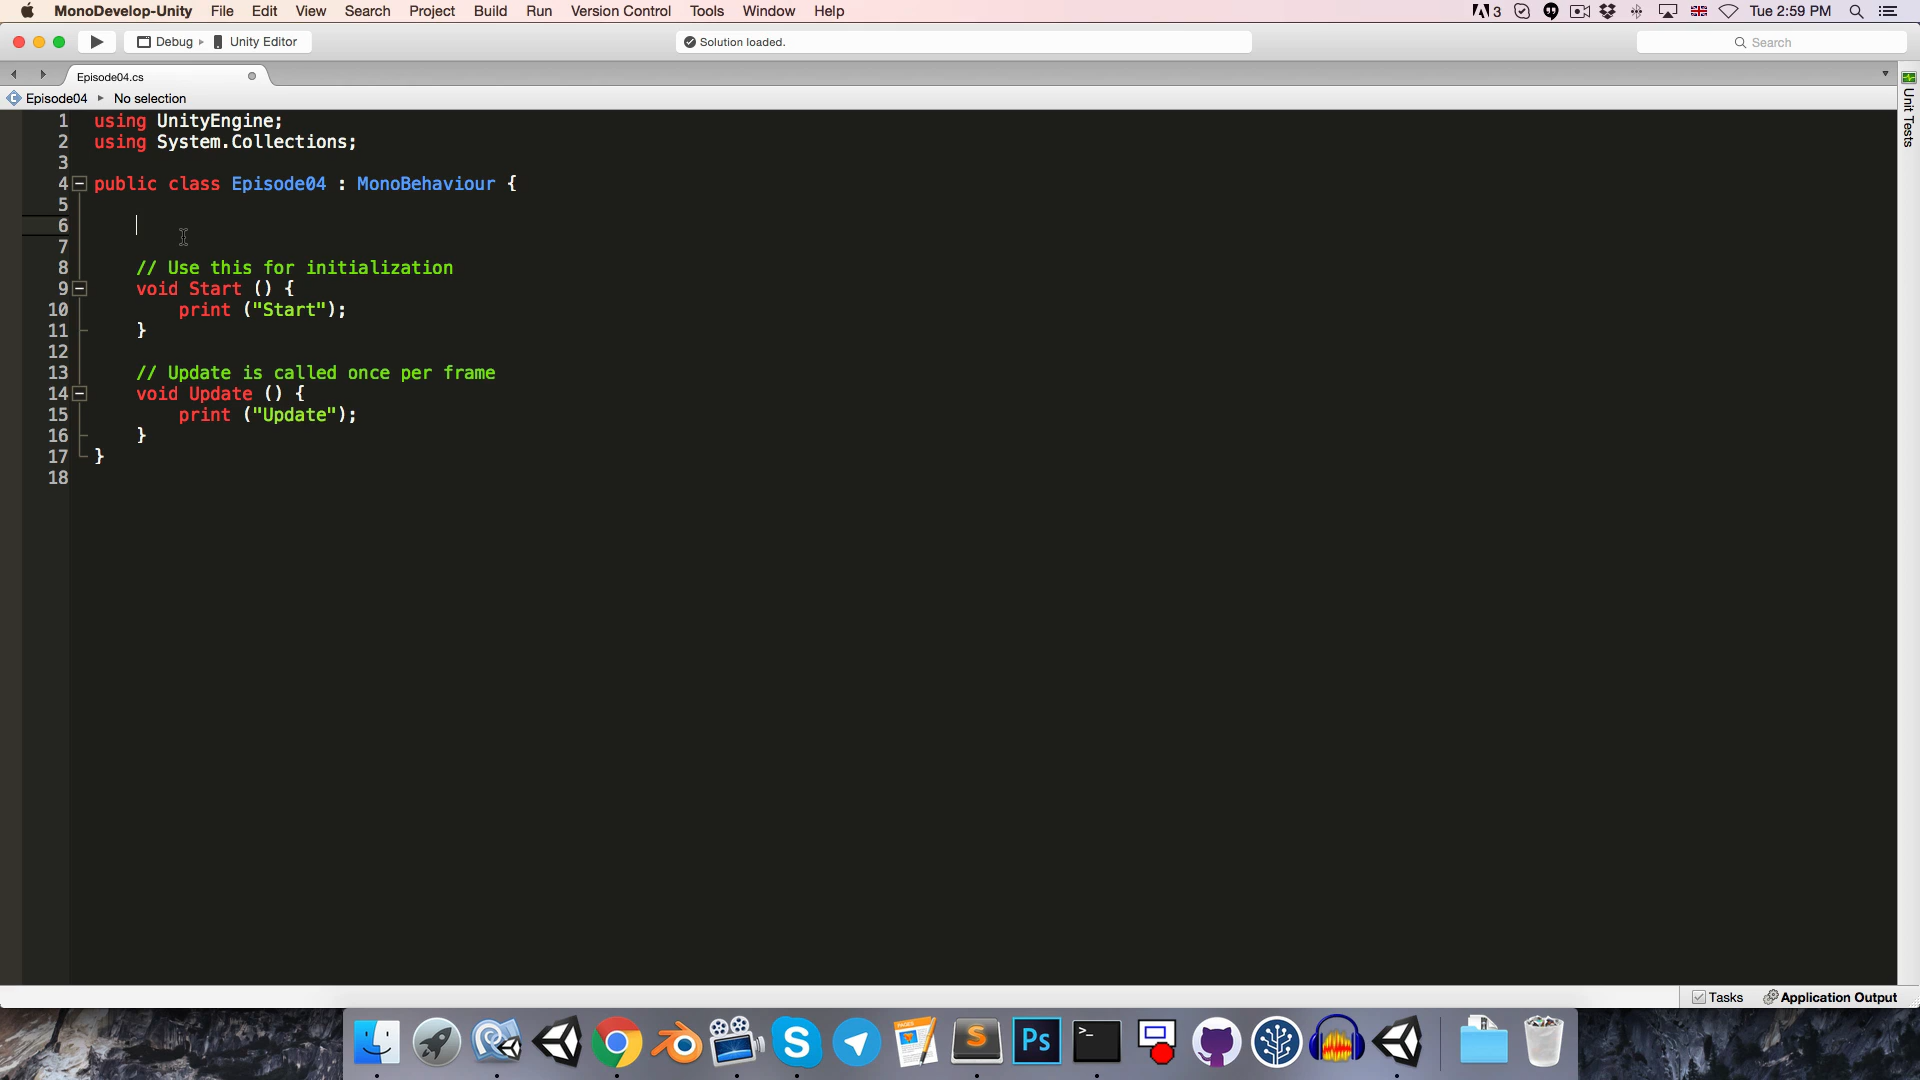 MonoDevelop-Unity File Edit View Search Project Build Run Version Control Tools Window Help 3 Tue 2:59 PM
Debug Unity Editor Solution loaded. Search
Episode04.cs
Episode04 No selection
Unit Tests
1 using UnityEngine;
2 using System.Collections;
3
4 public class Episode04 : MonoBehaviour {
5
6
7
8 // Use this for initialization
9 void Start () {
10 print ("Start");
11 }
12
13 // Update is called once per frame
14 void Update () {
15 print ("Update");
16 }
17 }
18
Tasks Application Output
PAGES S Ps >_